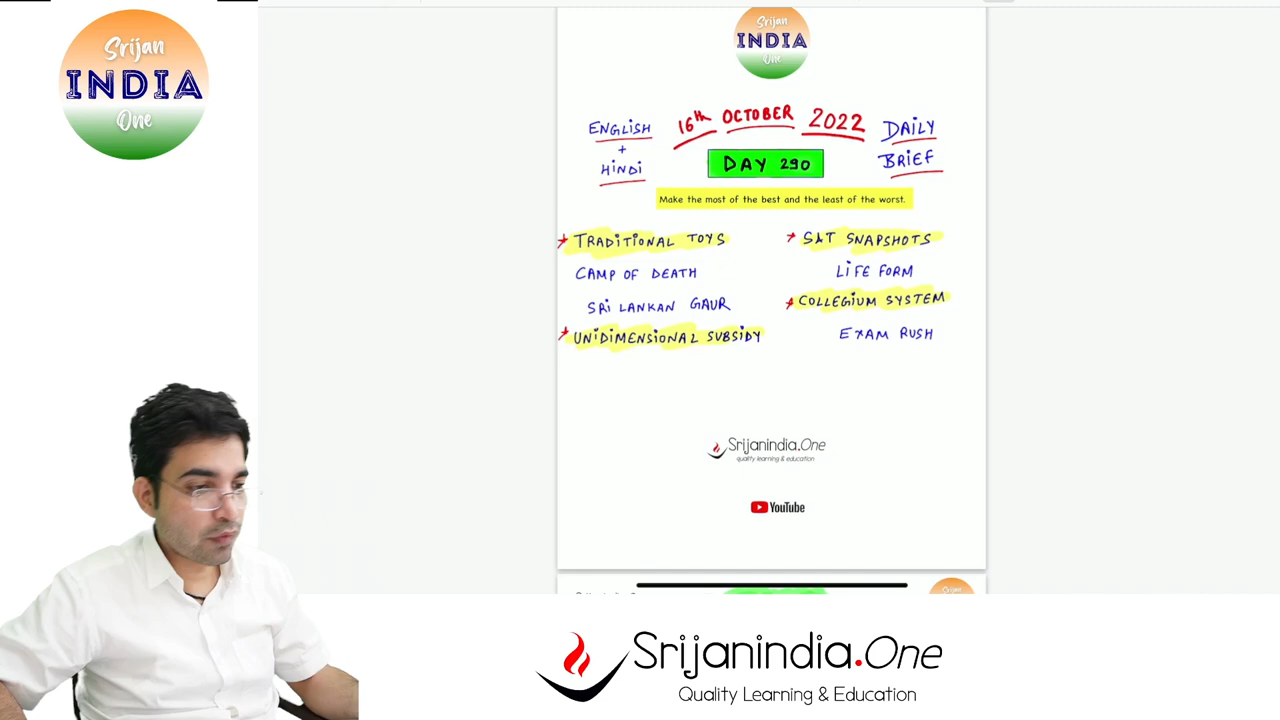 Srijan
INDIA
One
Srijan
INDIA
One
ENGLISH
+
HINDI
16th OCTOBER 2022
DAILY
BRIEF
DAY 290
Make the most of the best and the least of the worst.
* TRADITIONAL TOYS
CAMP OF DEATH
SRI LANKAN GAUR
* UNIDIMENSIONAL SUBSIDY
* S&T SNAPSHOTS
LIFE FORM
* COLLEGIUM SYSTEM
EXAM RUSH
Srijanindia.One
quality learning & education
YouTube
Srijan
Srijanindia.One
Quality Learning & Education